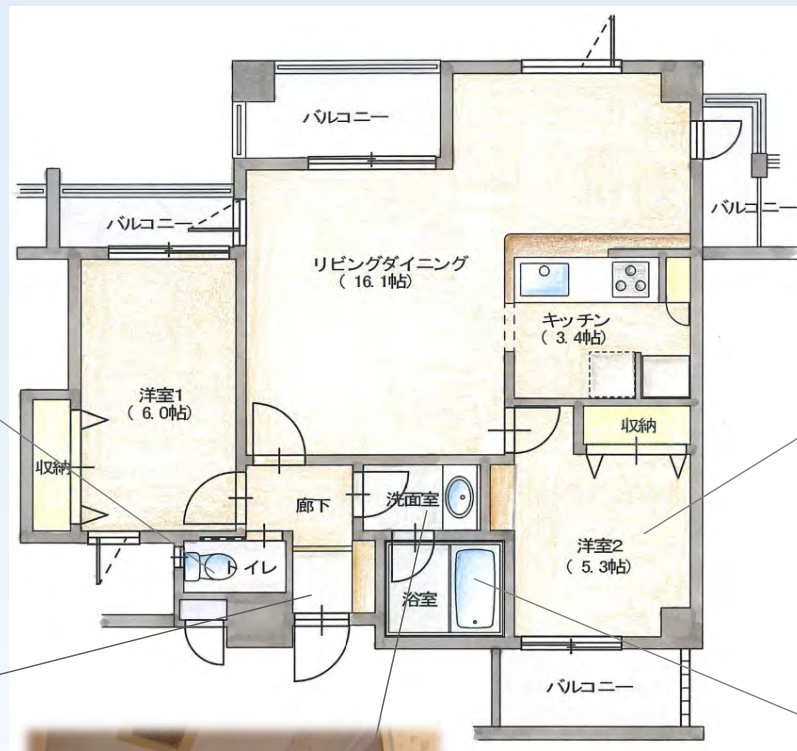 バルコニー
バルコニー
バルコニー
リビングダイニング
( 16.1帖)
キッチン
( 3.4帖)
洋室1
( 6.0帖)
収納
収納
廊下
洗面室
洋室2
( 5.3帖)
トイレ
浴室
バルコニー